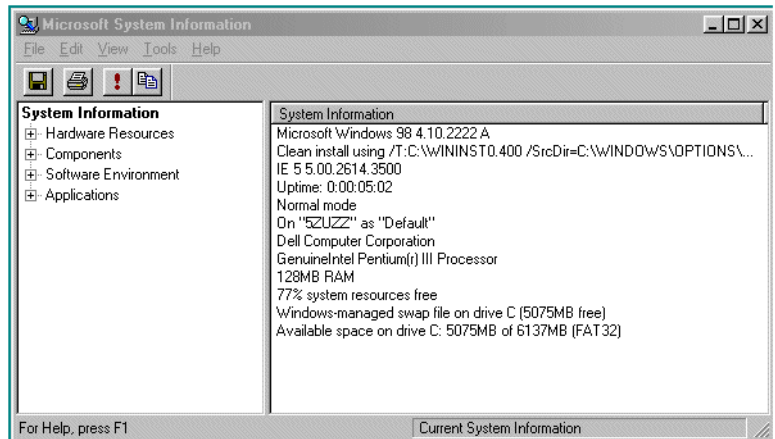 Microsoft System Information
File Edit View Tools Help
System Information
Hardware Resources
Components
Software Environment
Applications
System Information
Microsoft Windows 98 4.10.2222 A
Clean install using /T:C:\WININST0.400 /SrcDir=C:\WINDOWS\OPTIONS\...
IE 5 5.00.2614.3500
Uptime: 0:00:05:02
Normal mode
On "5ZUZZ" as "Default"
Dell Computer Corporation
GenuineIntel Pentium(r) III Processor
128MB RAM
77% system resources free
Windows-managed swap file on drive C (5075MB free)
Available space on drive C: 5075MB of 6137MB (FAT32)
For Help, press F1
Current System Information